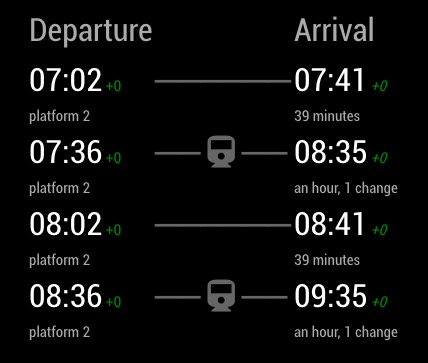 Departure Arrival
07:02 +0 07:41 +0
platform 2 39 minutes
07:36 +0 08:35 +0
platform 2 an hour, 1 change
08:02 +0 08:41 +0
platform 2 39 minutes
08:36 +0 09:35 +0
platform 2 an hour, 1 change